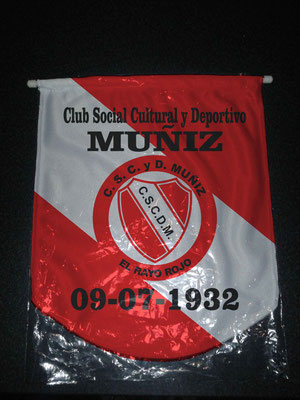 Club Social Cultural y Deportivo
MUÑIZ
C. S. C. y D. MUÑIZ
C.S.C.D.M.
EL RAYO ROJO
09-07-1932